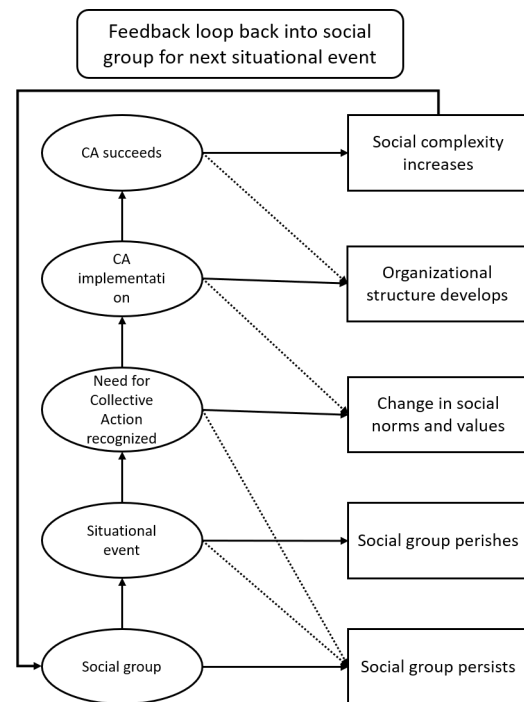 Feedback loop back into social
group for next situational event
CA succeeds
Social complexity
increases
CA
implementati
on
Organizational
structure develops
Need for
Collective
Action
recognized
Change in social
norms and values
Situational
event
Social group perishes
Social group
Social group persists